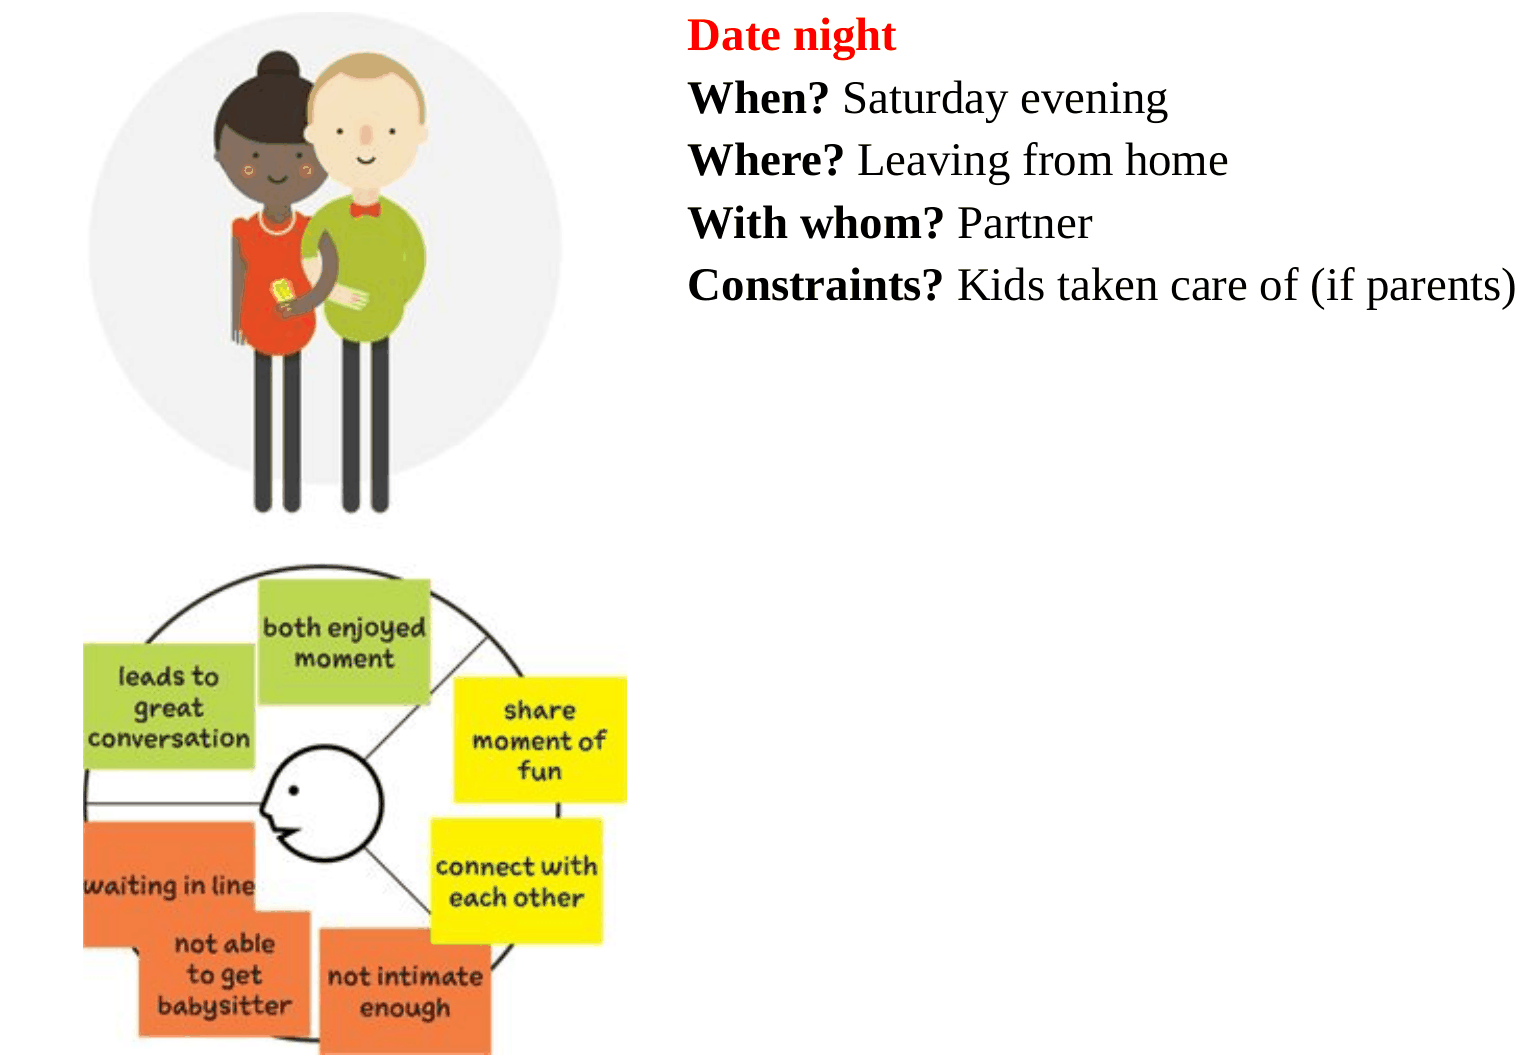 Date night
When? Saturday evening
Where? Leaving from home
With whom? Partner
Constraints? Kids taken care of (if parents)
both enjoyed
moment
leads to
great
conversation
share
moment of
fun
connect with
each other
waiting in line
not able
to get
babysitter
not intimate
enough